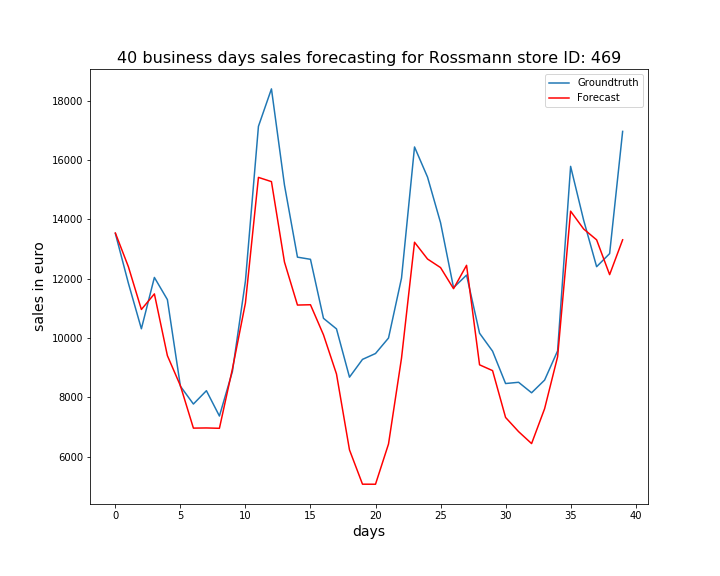 40 business days sales forecasting for Rossmann store ID: 469
Groundtruth
Forecast
sales in euro
18000
16000
14000
12000
10000
8000
6000
0 5 10 15 20 25 30 35 40
days